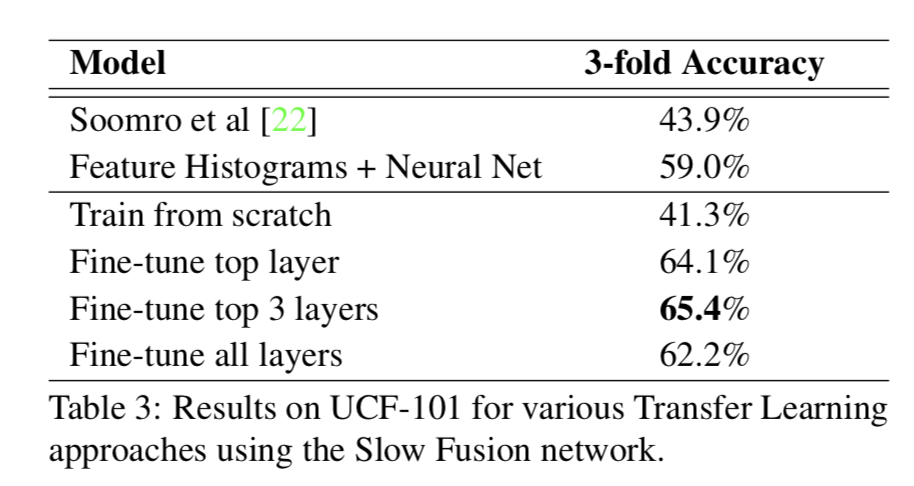 Model 3-fold Accuracy
Soomro et al [22] 43.9%
Feature Histograms + Neural Net 59.0%
Train from scratch 41.3%
Fine-tune top layer 64.1%
Fine-tune top 3 layers 65.4%
Fine-tune all layers 62.2%
Table 3: Results on UCF-101 for various Transfer Learning
approaches using the Slow Fusion network.